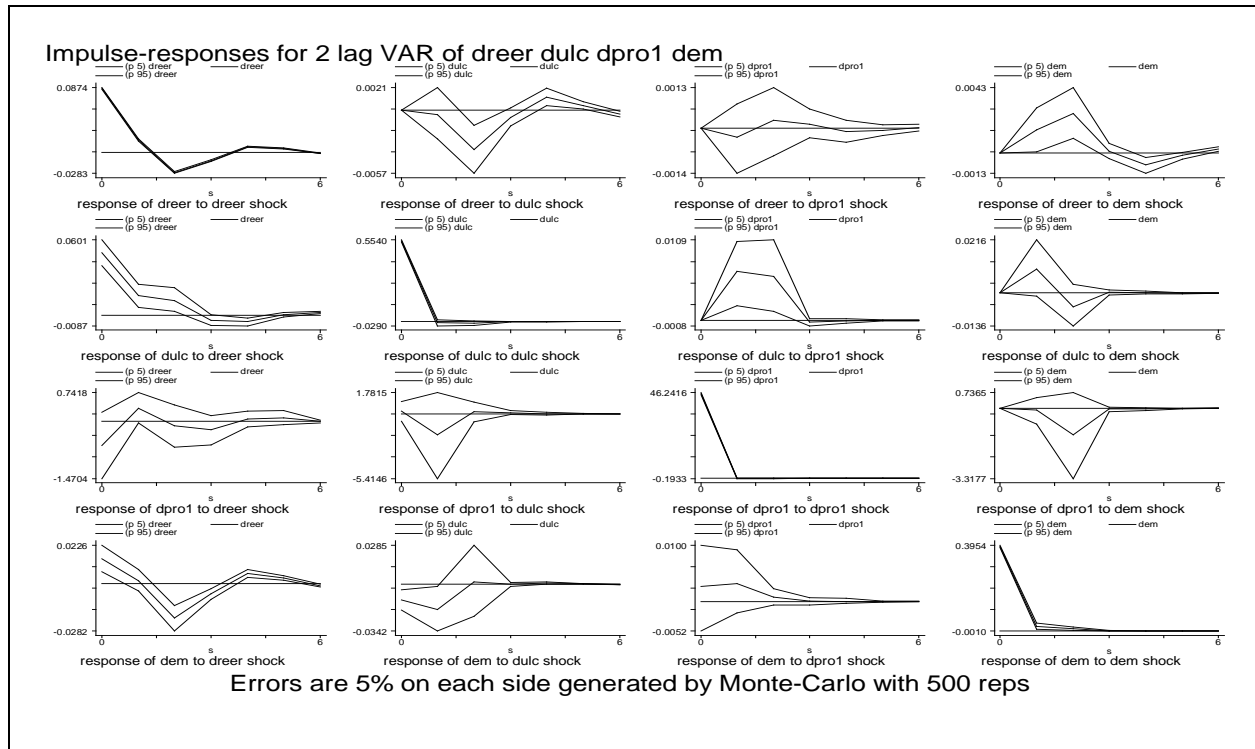 Impulse-responses for 2 lag VAR of dreer dulc dpro1 dem
(p 5) dreer dreer
(p 95) dreer
0.0874
-0.0283
0 6
s
response of dreer to dreer shock
(p 5) dulc dulc
(p 95) dulc
0.0021
-0.0057
0 6
s
response of dreer to dulc shock
(p 5) dpro1 dpro1
(p 95) dpro1
0.0013
-0.0014
0 6
s
response of dreer to dpro1 shock
(p 5) dem dem
(p 95) dem
0.0043
-0.0013
0 6
s
response of dreer to dem shock
(p 5) dreer dreer
(p 95) dreer
0.0601
-0.0087
0 6
s
response of dulc to dreer shock
(p 5) dulc dulc
(p 95) dulc
0.5540
-0.0290
0 6
s
response of dulc to dulc shock
(p 5) dpro1 dpro1
(p 95) dpro1
0.0109
-0.0008
0 6
s
response of dulc to dpro1 shock
(p 5) dem dem
(p 95) dem
0.0216
-0.0136
0 6
s
response of dulc to dem shock
(p 5) dreer dreer
(p 95) dreer
0.7418
-1.4704
0 6
s
response of dpro1 to dreer shock
(p 5) dulc dulc
(p 95) dulc
1.7815
-5.4146
0 6
s
response of dpro1 to dulc shock
(p 5) dpro1 dpro1
(p 95) dpro1
46.2416
-0.1933
0 6
s
response of dpro1 to dpro1 shock
(p 5) dem dem
(p 95) dem
0.7365
-3.3177
0 6
s
response of dpro1 to dem shock
(p 5) dreer dreer
(p 95) dreer
0.0226
-0.0282
0 6
s
response of dem to dreer shock
(p 5) dulc dulc
(p 95) dulc
0.0285
-0.0342
0 6
s
response of dem to dulc shock
(p 5) dpro1 dpro1
(p 95) dpro1
0.0100
-0.0052
0 6
s
response of dem to dpro1 shock
(p 5) dem dem
(p 95) dem
0.3954
-0.0010
0 6
s
response of dem to dem shock
Errors are 5% on each side generated by Monte-Carlo with 500 reps